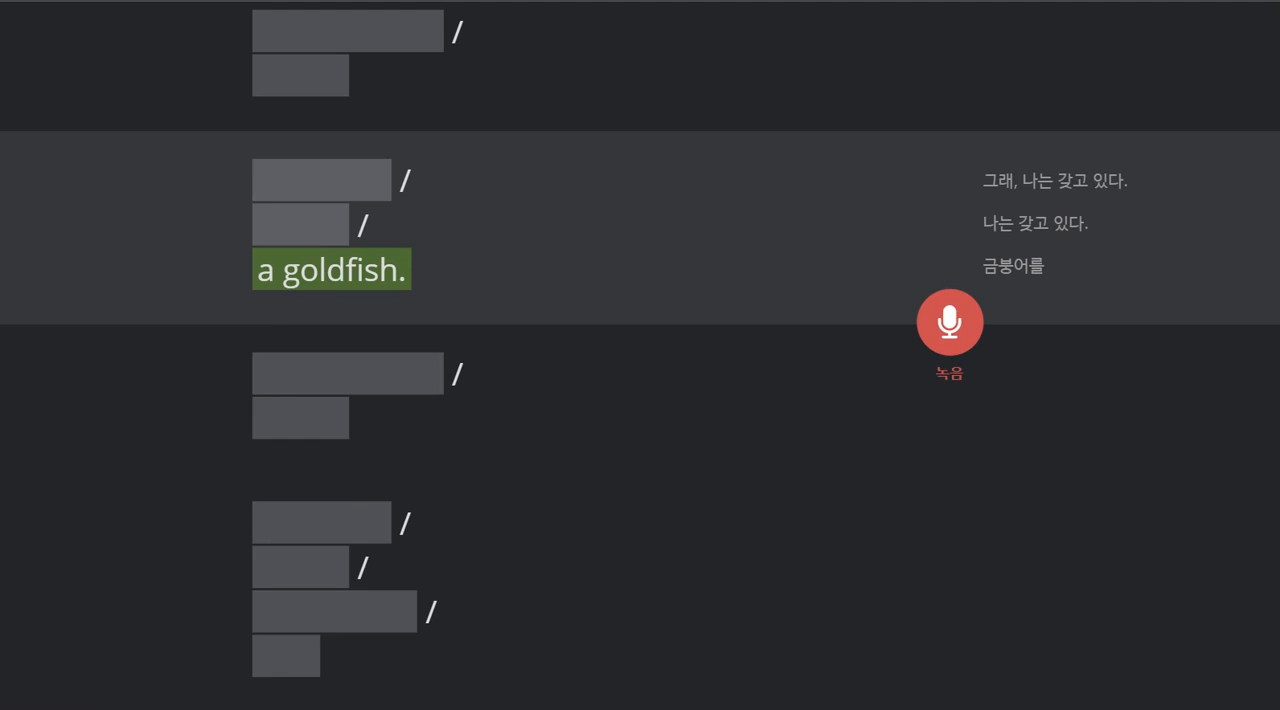 /
/
/
a goldfish.
그래, 나는 갖고 있다.
나는 갖고 있다.
금붕어를
녹음
/
/
/
/